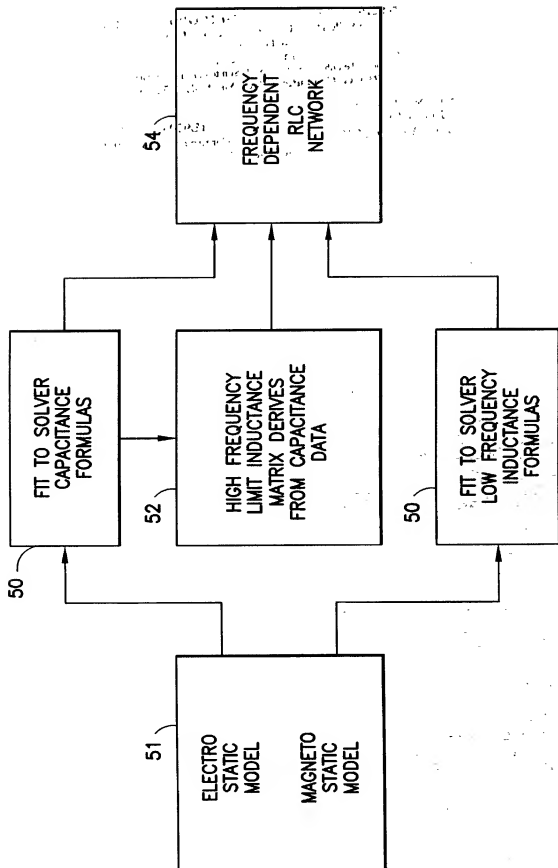 51
ELECTRO
STATIC
MODEL
MAGNETO
STATIC
MODEL
50
FIT TO SOLVER
CAPACITANCE
FORMULAS
52
HIGH FREQUENCY
LIMIT INDUCTANCE
MATRIX DERIVES
FROM CAPACITANCE
DATA
50
FIT TO SOLVER
LOW FREQUENCY
INDUCTANCE
FORMULAS
54
FREQUENCY
DEPENDENT
RLC
NETWORK